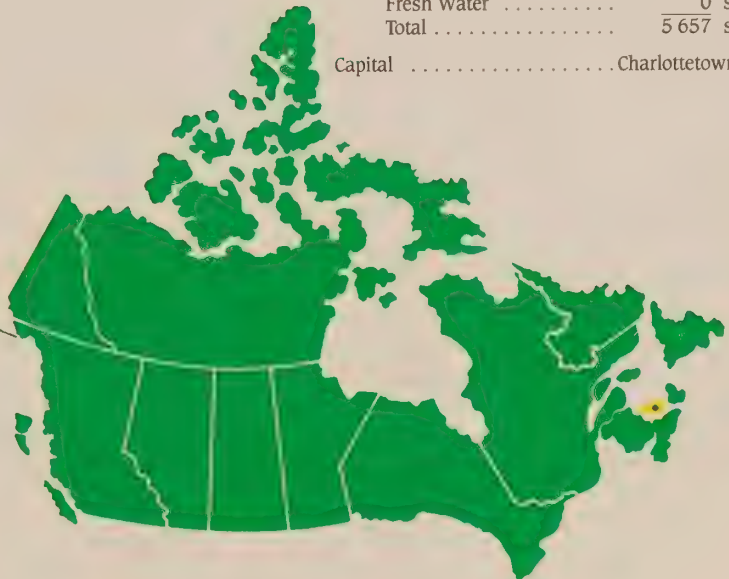 Fresh Water .......... 0 s
Total ................ 5 657 s
Capital .................. Charlottetown